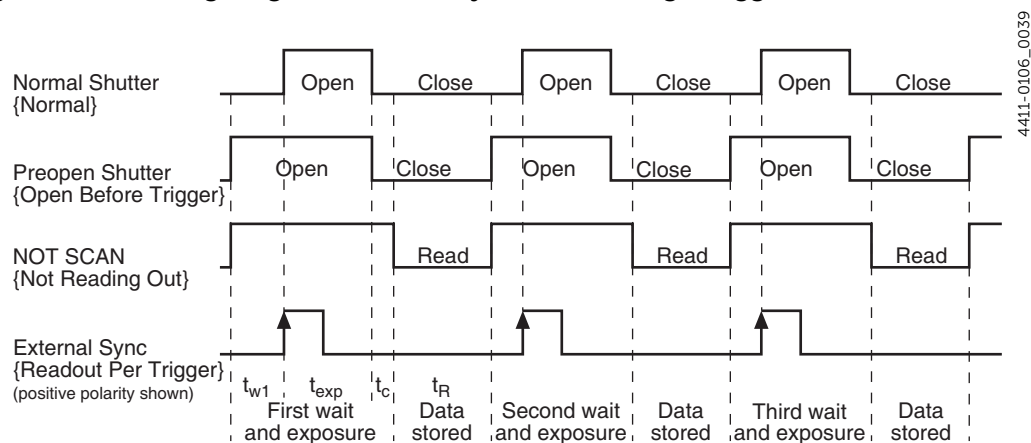 4411-0106_0039
Normal Shutter
{Normal}
Open Close Open Close Open Close
Preopen Shutter
{Open Before Trigger}
Open Close Open Close Open Close
NOT SCAN
{Not Reading Out}
Read Read Read
External Sync
{Readout Per Trigger}
(positive polarity shown)
tw1 texp tc tR
First wait Data Second wait Data Third wait Data
and exposure stored and exposure stored and exposure stored